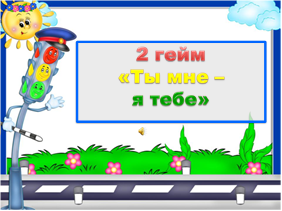 2 гейм
«Ты мне –
я тебе»